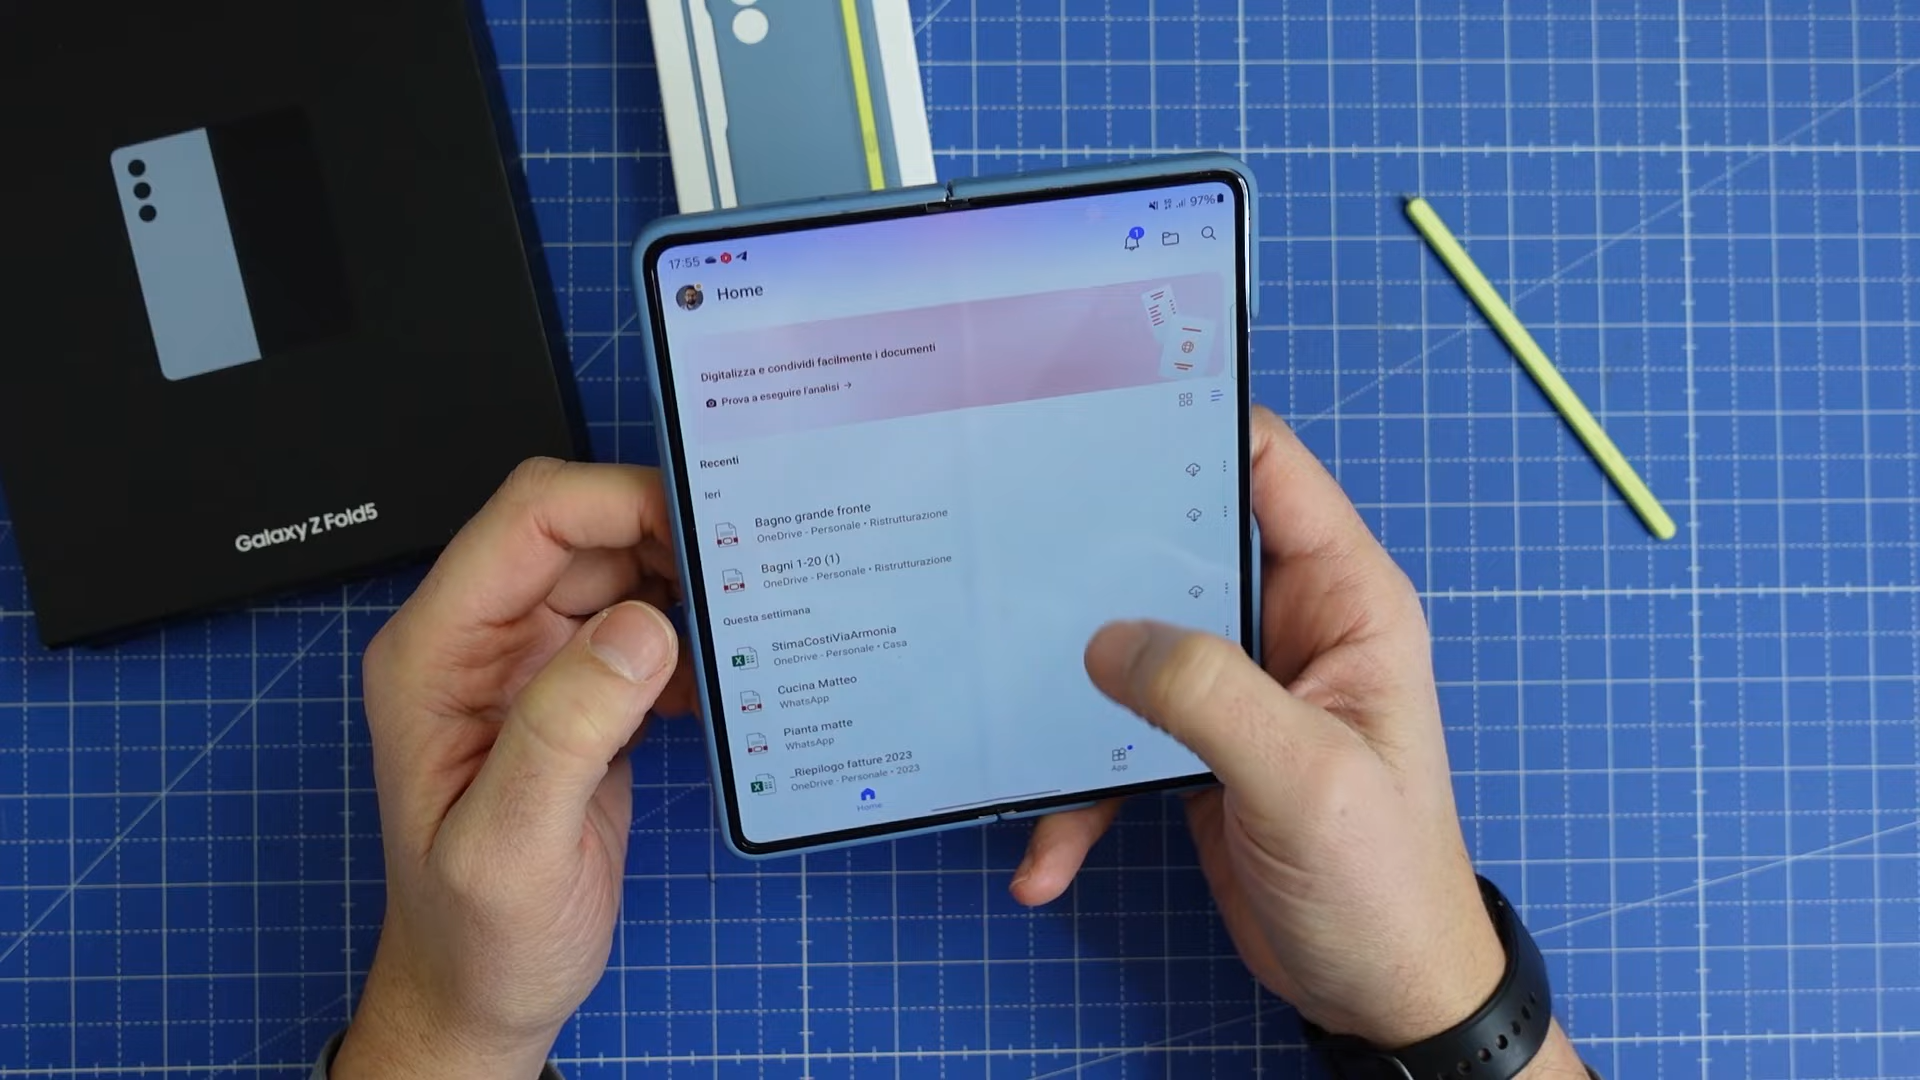 Galaxy Z Fold5
17:55
97%
1
Home
Digitalizza e condividi facilmente i documenti
Prova a eseguire l'analisi →
Recenti
Ieri
Bagno grande fronte
OneDrive - Personale • Ristrutturazione
Bagni 1-20 (1)
OneDrive - Personale • Ristrutturazione
Questa settimana
StimaCostiViaArmonia
OneDrive - Personale • Casa
Cucina Matteo
WhatsApp
Pianta matte
WhatsApp
_Riepilogo fatture 2023
OneDrive - Personale • 2023
Home
App